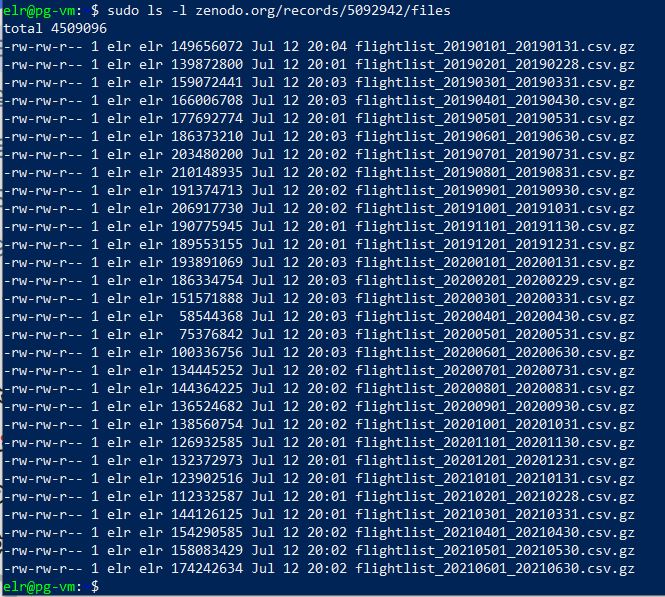 elr@pg-vm: $ sudo ls -l zenodo.org/records/5092942/files
total 4509096
-rw-rw-r-- 1 elr elr 149656072 Jul 12 20:04 flightlist_20190101_20190131.csv.gz
-rw-rw-r-- 1 elr elr 139872800 Jul 12 20:01 flightlist_20190201_20190228.csv.gz
-rw-rw-r-- 1 elr elr 159072441 Jul 12 20:03 flightlist_20190301_20190331.csv.gz
-rw-rw-r-- 1 elr elr 166006708 Jul 12 20:03 flightlist_20190401_20190430.csv.gz
-rw-rw-r-- 1 elr elr 177692774 Jul 12 20:01 flightlist_20190501_20190531.csv.gz
-rw-rw-r-- 1 elr elr 186373210 Jul 12 20:03 flightlist_20190601_20190630.csv.gz
-rw-rw-r-- 1 elr elr 203480200 Jul 12 20:02 flightlist_20190701_20190731.csv.gz
-rw-rw-r-- 1 elr elr 210148935 Jul 12 20:02 flightlist_20190801_20190831.csv.gz
-rw-rw-r-- 1 elr elr 191374713 Jul 12 20:02 flightlist_20190901_20190930.csv.gz
-rw-rw-r-- 1 elr elr 206917730 Jul 12 20:02 flightlist_20191001_20191031.csv.gz
-rw-rw-r-- 1 elr elr 190775945 Jul 12 20:01 flightlist_20191101_20191130.csv.gz
-rw-rw-r-- 1 elr elr 189553155 Jul 12 20:01 flightlist_20191201_20191231.csv.gz
-rw-rw-r-- 1 elr elr 193891069 Jul 12 20:03 flightlist_20200101_20200131.csv.gz
-rw-rw-r-- 1 elr elr 186334754 Jul 12 20:03 flightlist_20200201_20200229.csv.gz
-rw-rw-r-- 1 elr elr 151571888 Jul 12 20:03 flightlist_20200301_20200331.csv.gz
-rw-rw-r-- 1 elr elr  58544368 Jul 12 20:03 flightlist_20200401_20200430.csv.gz
-rw-rw-r-- 1 elr elr  75376842 Jul 12 20:03 flightlist_20200501_20200531.csv.gz
-rw-rw-r-- 1 elr elr 100336756 Jul 12 20:03 flightlist_20200601_20200630.csv.gz
-rw-rw-r-- 1 elr elr 134445252 Jul 12 20:02 flightlist_20200701_20200731.csv.gz
-rw-rw-r-- 1 elr elr 144364225 Jul 12 20:02 flightlist_20200801_20200831.csv.gz
-rw-rw-r-- 1 elr elr 136524682 Jul 12 20:02 flightlist_20200901_20200930.csv.gz
-rw-rw-r-- 1 elr elr 138560754 Jul 12 20:02 flightlist_20201001_20201031.csv.gz
-rw-rw-r-- 1 elr elr 126932585 Jul 12 20:01 flightlist_20201101_20201130.csv.gz
-rw-rw-r-- 1 elr elr 132372973 Jul 12 20:01 flightlist_20201201_20201231.csv.gz
-rw-rw-r-- 1 elr elr 123902516 Jul 12 20:01 flightlist_20210101_20210131.csv.gz
-rw-rw-r-- 1 elr elr 112332587 Jul 12 20:01 flightlist_20210201_20210228.csv.gz
-rw-rw-r-- 1 elr elr 144126125 Jul 12 20:01 flightlist_20210301_20210331.csv.gz
-rw-rw-r-- 1 elr elr 154290585 Jul 12 20:02 flightlist_20210401_20210430.csv.gz
-rw-rw-r-- 1 elr elr 158083429 Jul 12 20:02 flightlist_20210501_20210530.csv.gz
-rw-rw-r-- 1 elr elr 174242634 Jul 12 20:02 flightlist_20210601_20210630.csv.gz
elr@pg-vm: $